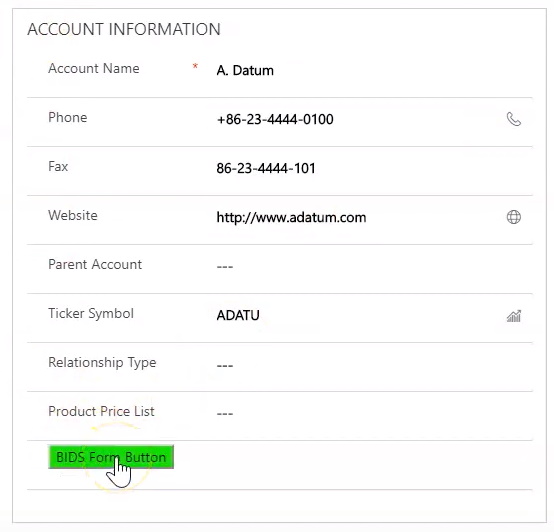 ACCOUNT INFORMATION
Account Name * A. Datum
Phone +86-23-4444-0100
Fax 86-23-4444-101
Website http://www.adatum.com
Parent Account ---
Ticker Symbol ADATU
Relationship Type ---
Product Price List ---
BIDS Form Button